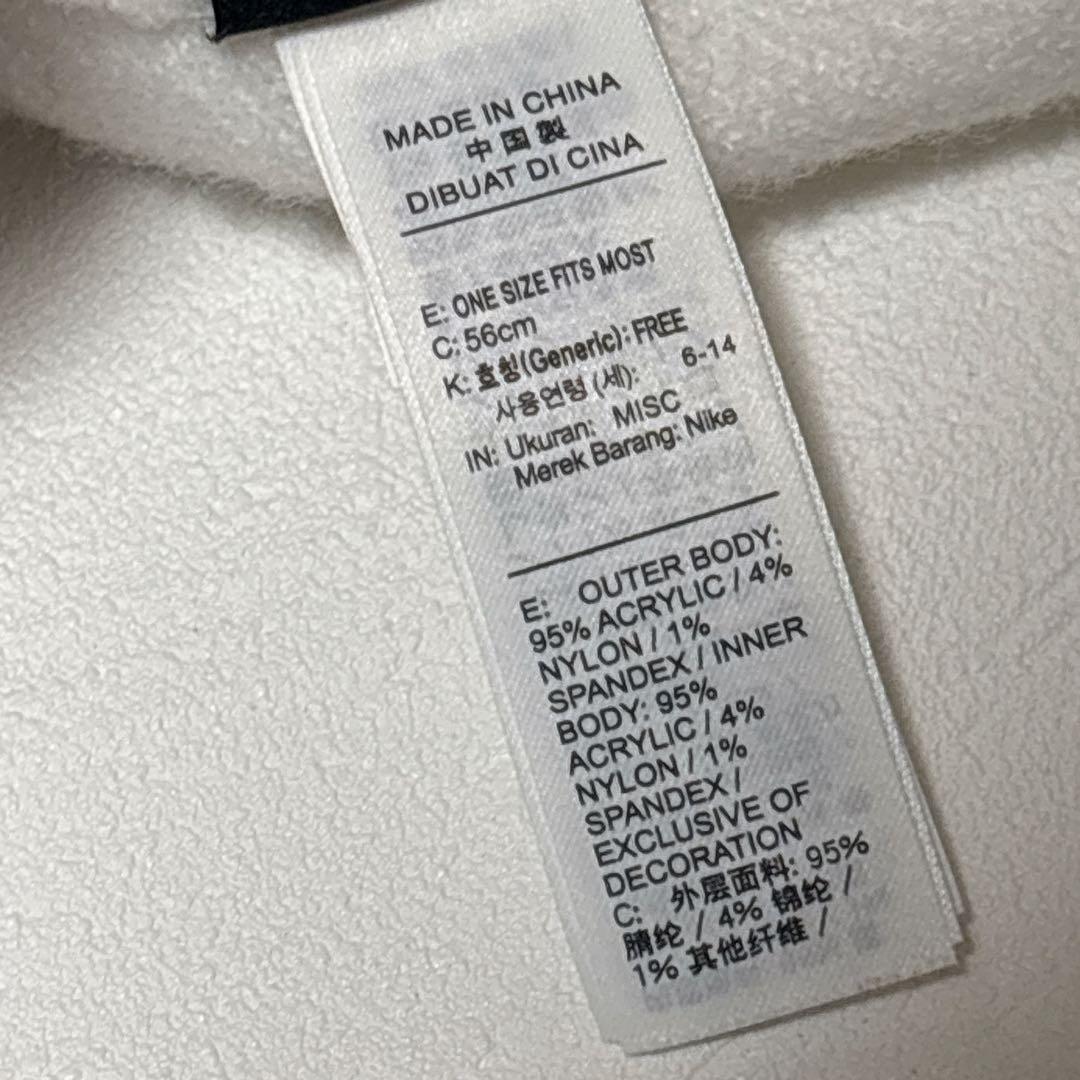 MADE IN CHINA
中国製
DIBUAT DI CINA
E: ONE SIZE FITS MOST
C: 56cm
K: 호칭(Generic): FREE
사용연령 (세): 6-14
IN: Ukuran: MISC
Merek Barang: Nike
E: OUTER BODY:
95% ACRYLIC / 4%
NYLON / 1%
SPANDEX / INNER
BODY: 95%
ACRYLIC / 4%
NYLON / 1%
SPANDEX /
EXCLUSIVE OF
DECORATION
C: 外层面料: 95%
腈纶 / 4% 锦纶 /
1% 其他纤维 /